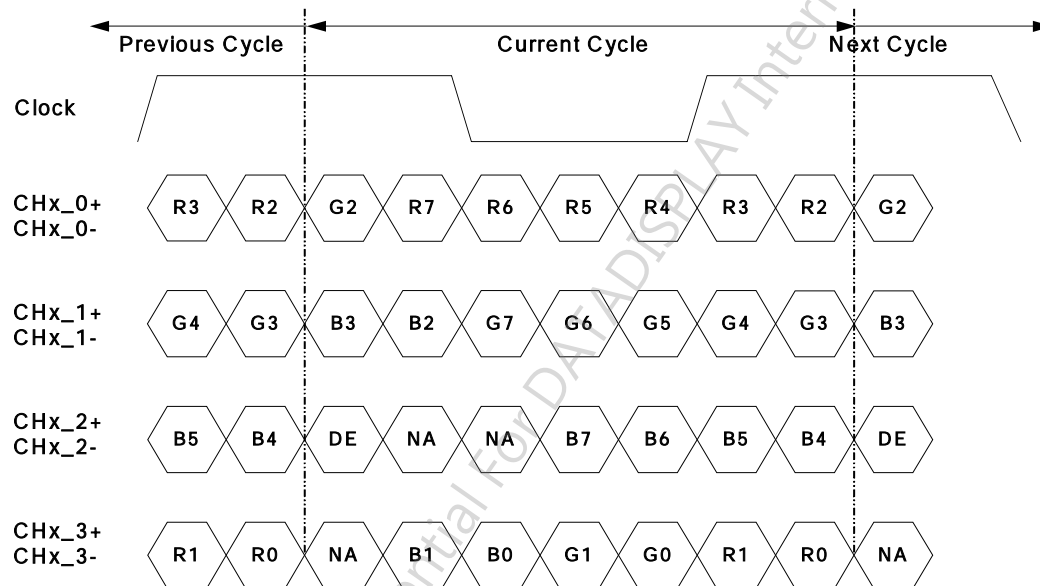 Previous Cycle Current Cycle Next Cycle
Clock
CHx_0+
CHx_0-
R3 R2 G2 R7 R6 R5 R4 R3 R2 G2
CHx_1+
CHx_1-
G4 G3 B3 B2 G7 G6 G5 G4 G3 B3
CHx_2+
CHx_2-
B5 B4 DE NA NA B7 B6 B5 B4 DE
CHx_3+
CHx_3-
R1 R0 NA B1 B0 G1 G0 R1 R0 NA
For DATADISPLAY